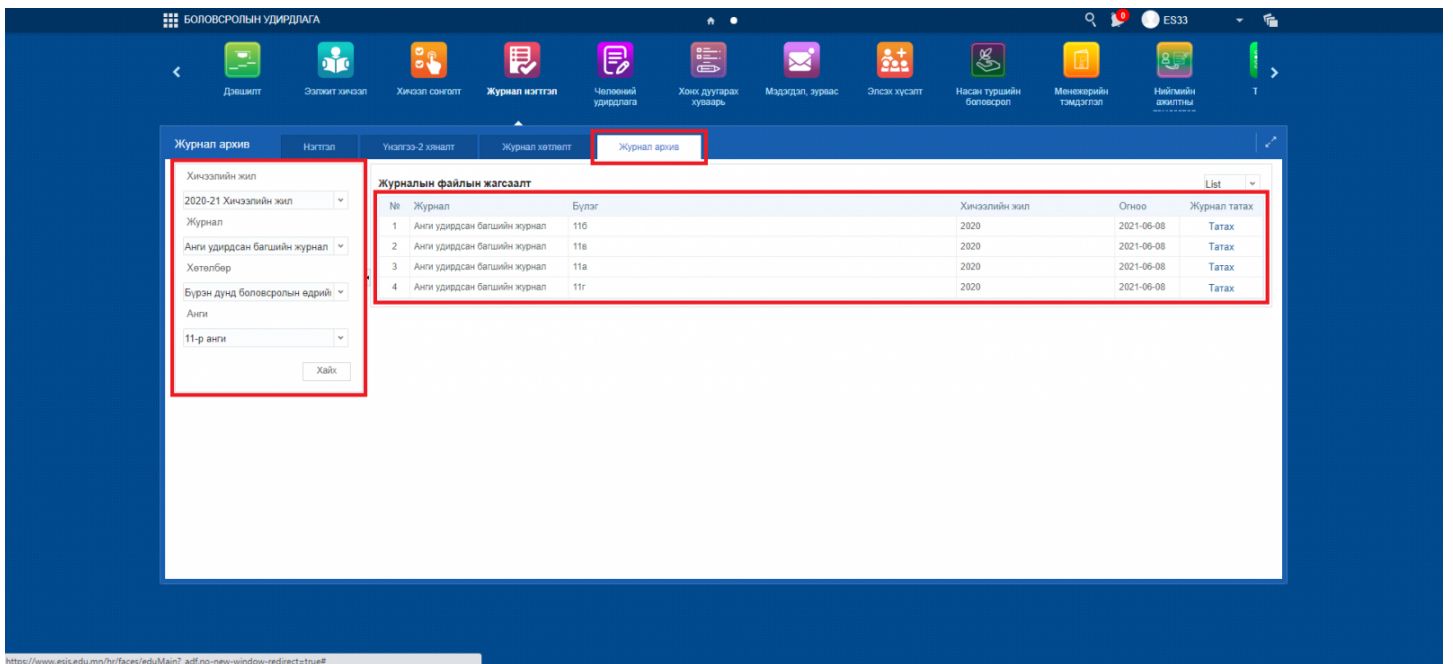 БОЛОВСРОЛЫН УДИРДЛАГА
0
ES33
Дэвшилт
Ээлжит хичээл
Хичээл сонголт
Журнал нэгтгэл
Чөлөөний удирдлага
Хонх дуугарах хуваарь
Мэдэгдэл, зурвас
Элсэх хүсэлт
Насан туршийн боловсрол
Менежерийн тэмдэглэл
Нийгмийн ажилтны
Т
Журнал архив
Нэгтгэл
Үнэлгээ-2 хяналт
Журнал хөтлөлт
Журнал архив
Хичээлийн жил
2020-21 Хичээлийн жил
Журнал
Анги удирдсан багшийн журнал
Хөтөлбөр
Бүрэн дунд боловсролын өдрийн
Анги
11-р анги
Хайх
Журналын файлын жагсаалт
List
№ Журнал Бүлэг Хичээлийн жил Огноо Журнал татах
1 Анги удирдсан багшийн журнал 11б 2020 2021-06-08 Татах
2 Анги удирдсан багшийн журнал 11в 2020 2021-06-08 Татах
3 Анги удирдсан багшийн журнал 11а 2020 2021-06-08 Татах
4 Анги удирдсан багшийн журнал 11г 2020 2021-06-08 Татах
https://www.esis.edu.mn/hr/faces/eduMain?_adf.no-new-window-redirect=true#